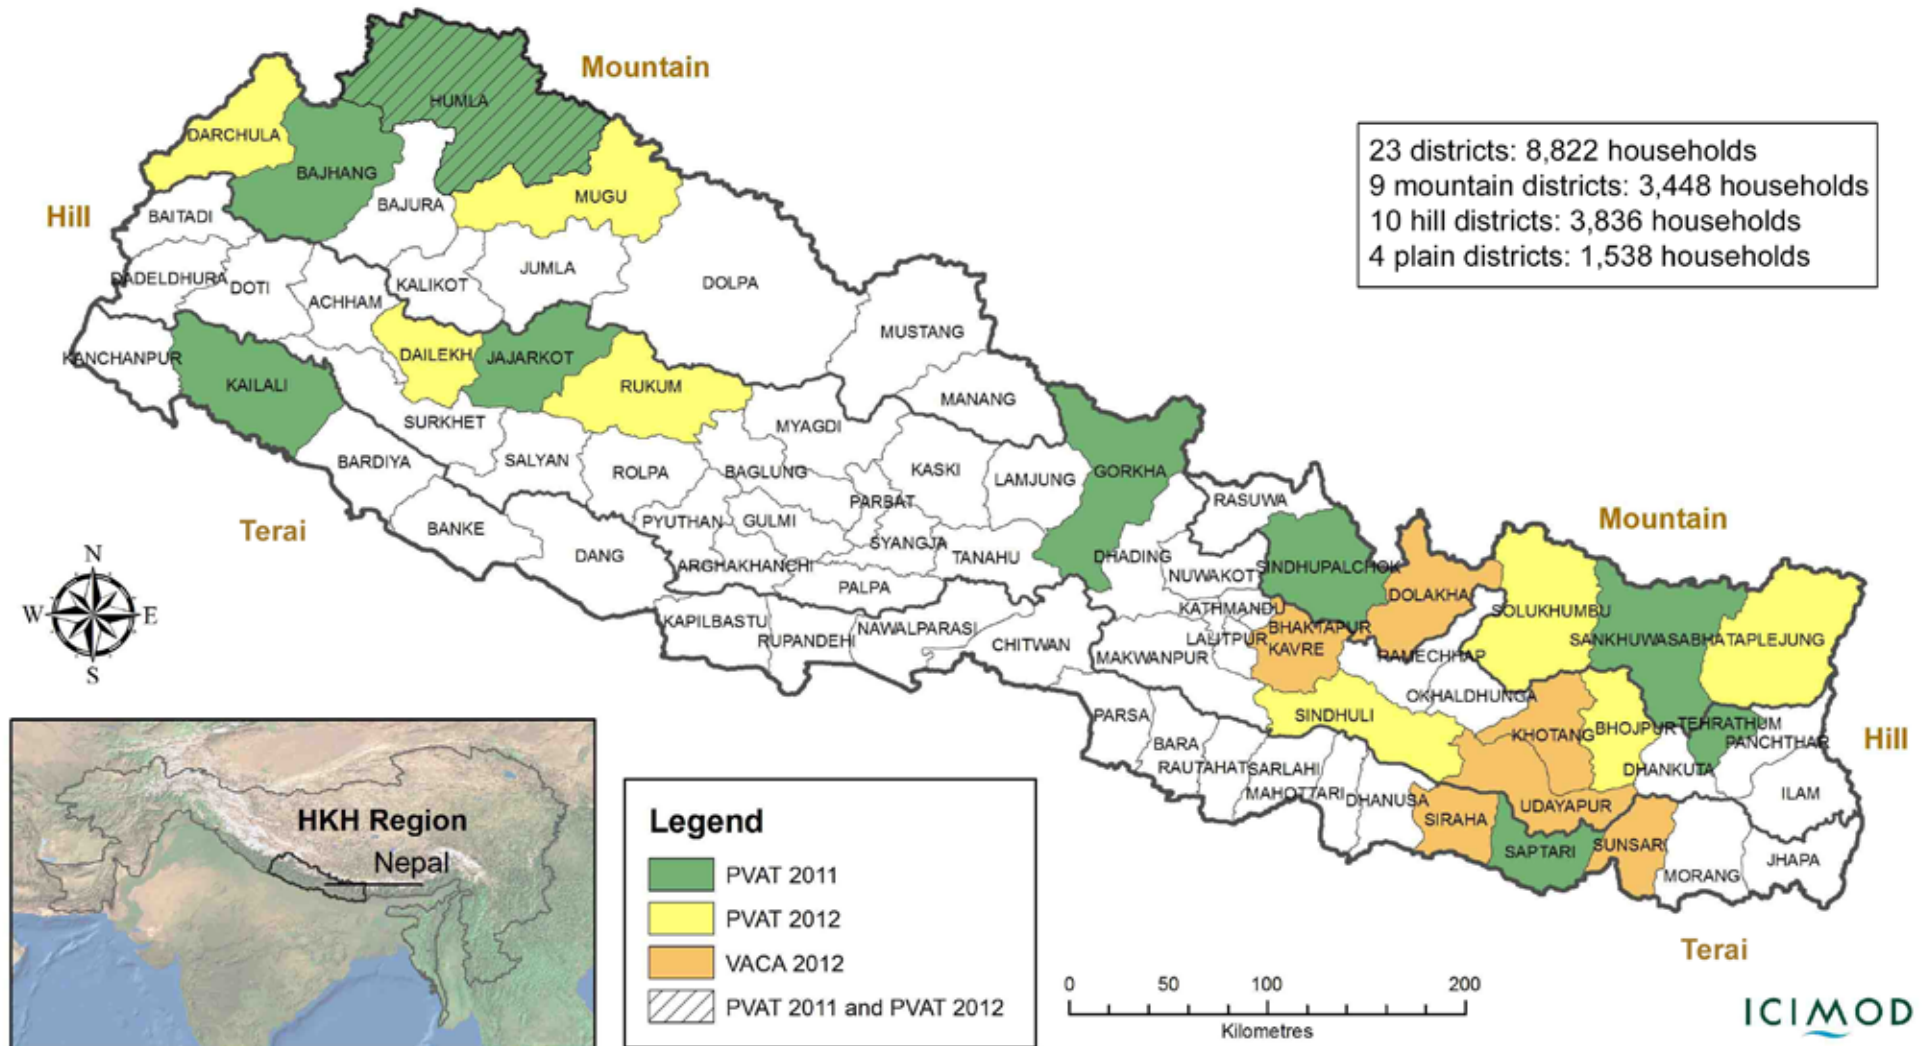 Mountain
HUMLA
DARCHULA
BAJHANG
MUGU
BAJURA
Hill
BAITADI
DADELDHURA
DOTI
ACHHAM
KALIKOT
JUMLA
DOLPA
MUSTANG
KANCHANPUR
KAILALI
DAILEKH
JAJARKOT
RUKUM
MANANG
SURKHET
MYAGDI
BARDIYA
SALYAN
ROLPA
BAGLUNG
KASKI
LAMJUNG
GORKHA
PARBAT
RASUWA
Terai
BANKE
DANG
PYUTHAN
GULMI
SYANGJA
TANAHU
DHADING
ARGHAKHANCHI
PALPA
NUWAKOT
SINDHUPALCHOK
DOLAKHA
Mountain
KAPILBASTU
RUPANDEHI
NAWALPARASI
CHITWAN
MAKWANPUR
KATHMANDU
LALITPUR
BHAKTAPUR
KAVRE
RAMECHHAP
SOLUKHUMBU
SANKHUWASABHA
TAPLEJUNG
OKHALDHUNGA
PARSA
BARA
RAUTAHAT
SARLAHI
MAHOTTARI
DHANUSA
SINDHULI
KHOTANG
BHOJPUR
TEHRATHUM
PANCHTHAR
Hill
DHANKUTA
ILAM
SIRAHA
UDAYAPUR
SAPTARI
SUNSARI
MORANG
JHAPA
Terai
23 districts: 8,822 households
9 mountain districts: 3,448 households
10 hill districts: 3,836 households
4 plain districts: 1,538 households
N
W
E
S
HKH Region
Nepal
Legend
PVAT 2011
PVAT 2012
VACA 2012
PVAT 2011 and PVAT 2012
0 50 100 200
Kilometres
ICIMOD